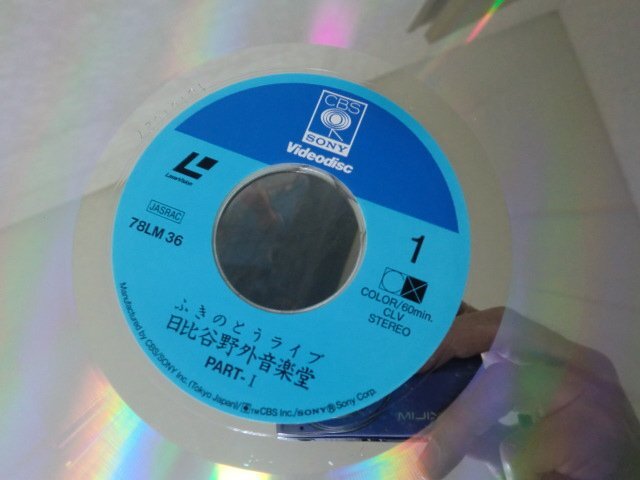 CBS
SONY
Videodisc
LaserVision
JASRAC
78LM 36
1
COLOR/60min.
CLV
STEREO
ふきのとうライブ
日比谷野外音楽堂
PART-I
Manufactured by CBS/SONY Inc. (Tokyo Japan)/TM CBS Inc./SONY® Sony Corp.